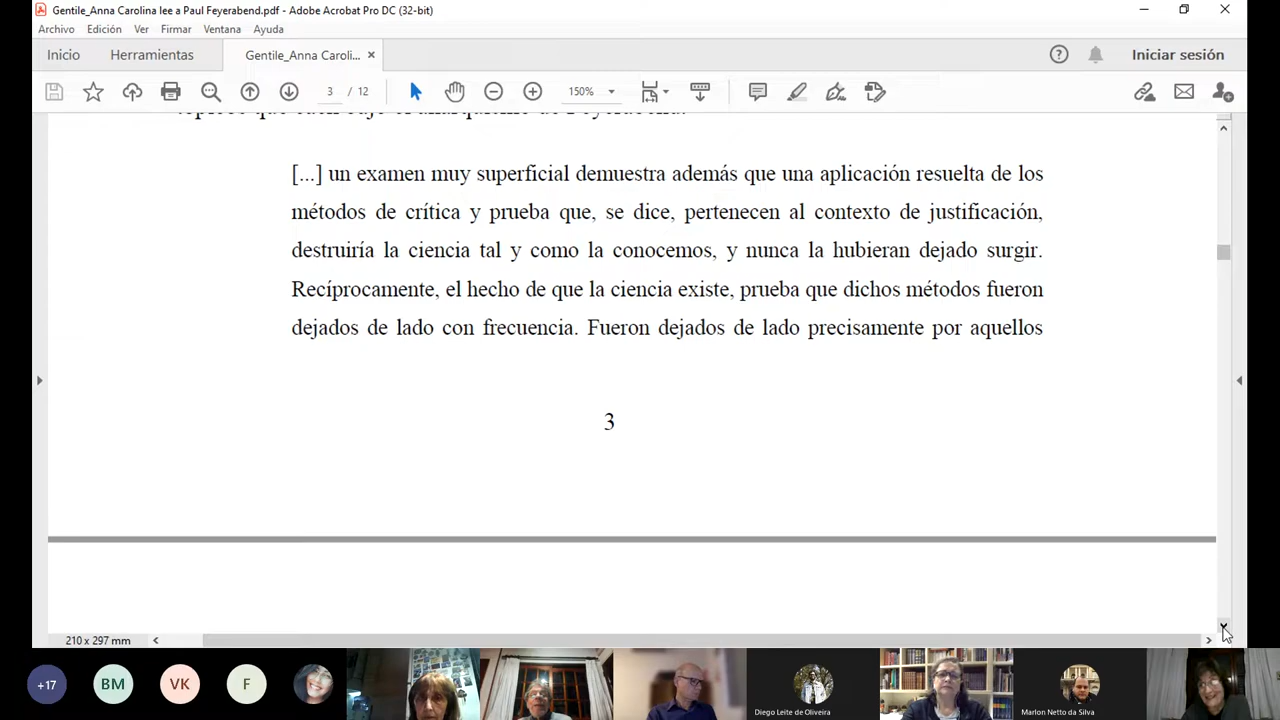 Gentile_Anna Carolina lee a Paul Feyerabend.pdf - Adobe Acrobat Pro DC (32-bit)
Archivo Edición Ver Firmar Ventana Ayuda
Inicio Herramientas Gentile_Anna Caroli... × Iniciar sesión
3 / 12 150%
[...] un examen muy superficial demuestra además que una aplicación resuelta de los
métodos de crítica y prueba que, se dice, pertenecen al contexto de justificación,
destruiría la ciencia tal y como la conocemos, y nunca la hubieran dejado surgir.
Recíprocamente, el hecho de que la ciencia existe, prueba que dichos métodos fueron
dejados de lado con frecuencia. Fueron dejados de lado precisamente por aquellos
3
210 x 297 mm
+17 BM VK F Diego Leite de Oliveira Marlon Netto da Silva